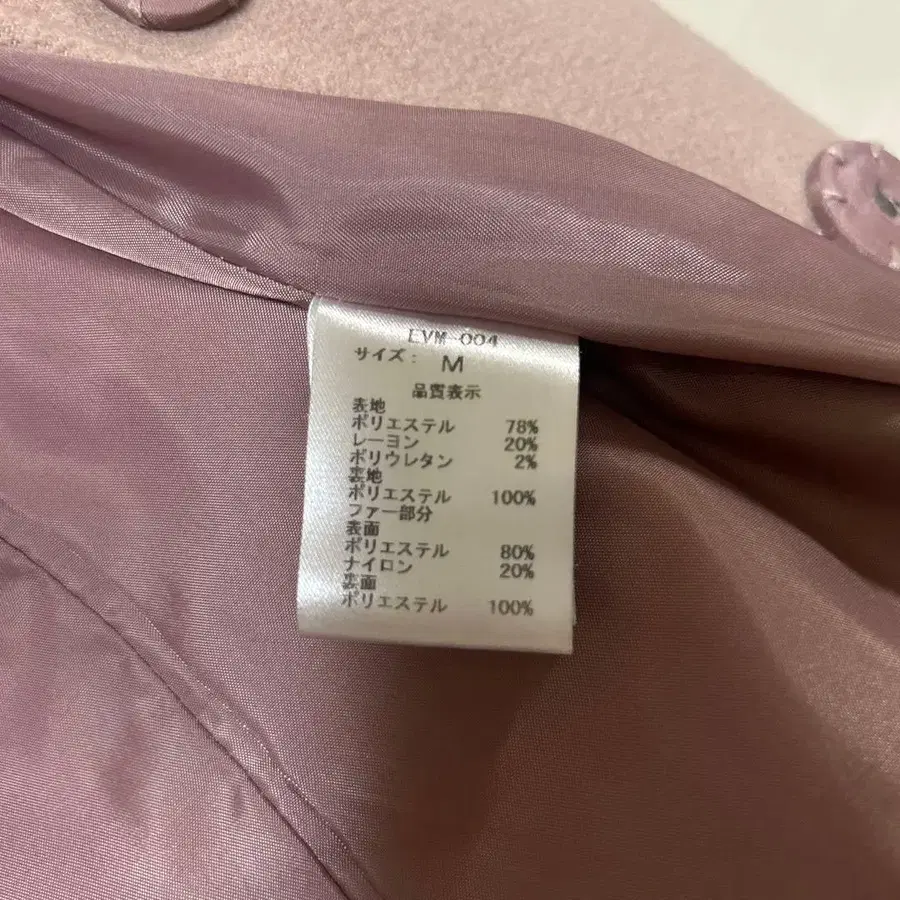 EVM-004
サイズ： M
品質表示
表地
ポリエステル 78%
レーヨン 20%
ポリウレタン 2%
裏地
ポリエステル 100%
ファー部分
表面
ポリエステル 80%
ナイロン 20%
裏面
ポリエステル 100%